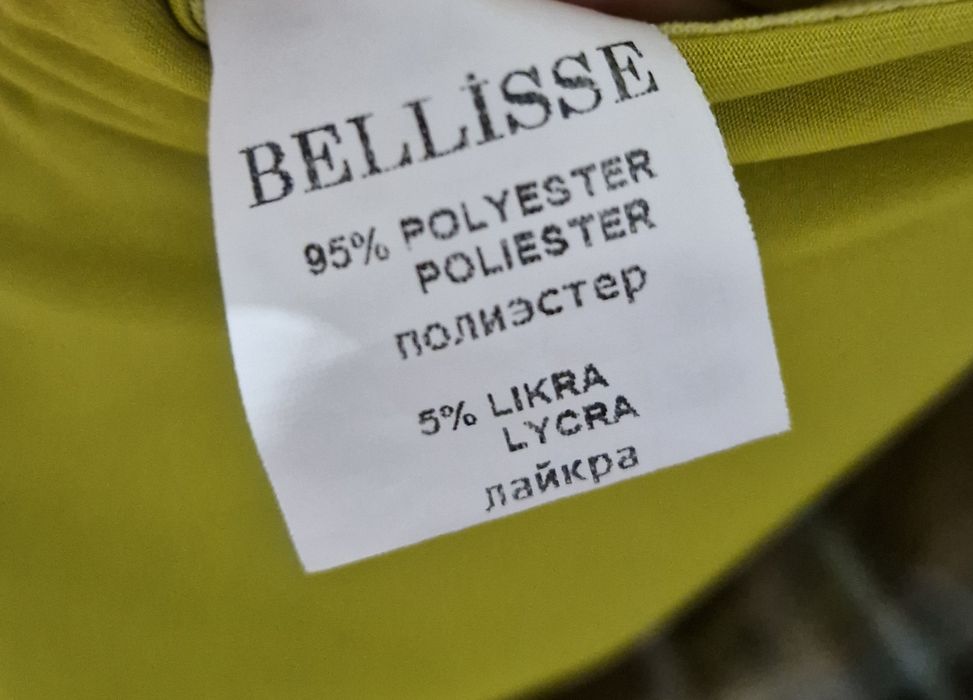 BELLİSSE
95% POLYESTER
POLIESTER
полиэстер
5% LIKRA
LYCRA
лайкра